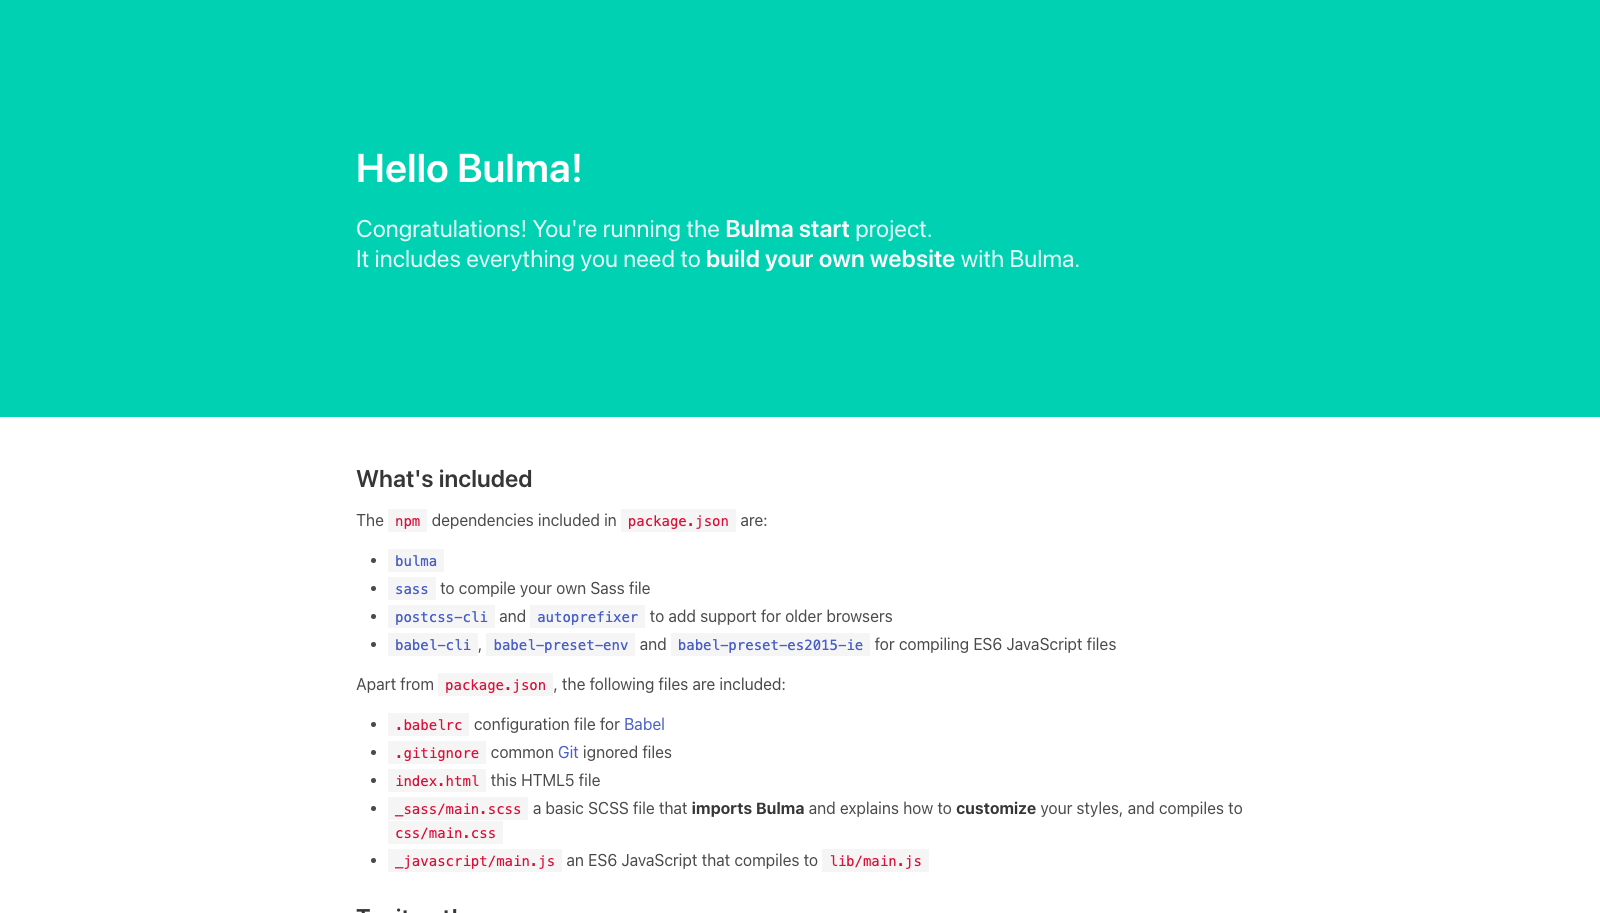 Hello Bulma!
Congratulations! You're running the Bulma start project.
It includes everything you need to build your own website with Bulma.
What's included
The npm dependencies included in package.json are:
bulma
sass to compile your own Sass file
postcss-cli and autoprefixer to add support for older browsers
babel-cli, babel-preset-env and babel-preset-es2015-ie for compiling ES6 JavaScript files
Apart from package.json, the following files are included:
.babelrc configuration file for Babel
.gitignore common Git ignored files
index.html this HTML5 file
_sass/main.scss a basic SCSS file that imports Bulma and explains how to customize your styles, and compiles to
css/main.css
_javascript/main.js an ES6 JavaScript that compiles to lib/main.js